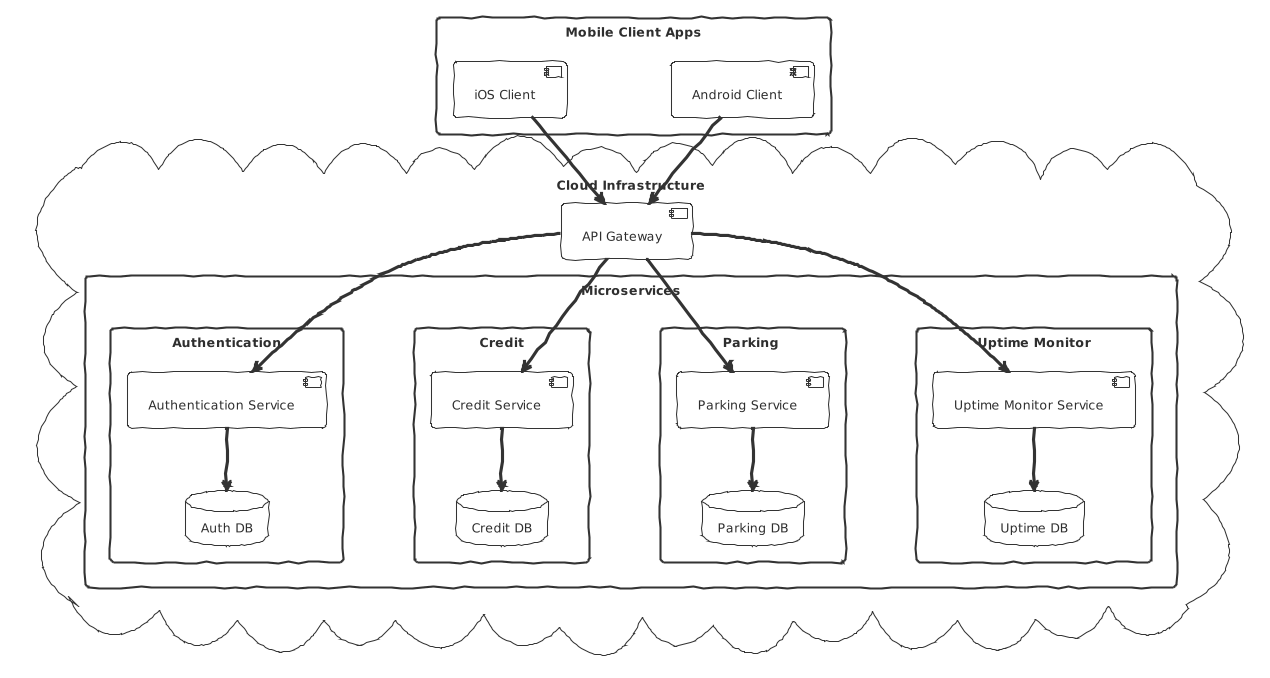 Mobile Client Apps
iOS Client
Android Client
Cloud Infrastructure
API Gateway
Microservices
Authentication
Credit
Parking
Uptime Monitor
Authentication Service
Credit Service
Parking Service
Uptime Monitor Service
Auth DB
Credit DB
Parking DB
Uptime DB